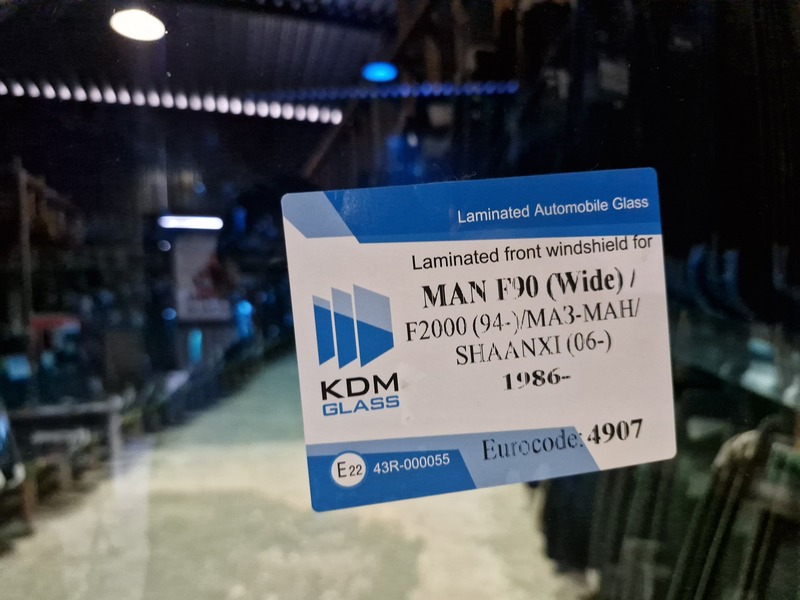 Laminated Automobile Glass
Laminated front windshield for
MAN F90 (Wide) /
F2000 (94-)/МАЗ-МАН/
SHAANXI (06-)
1986-
KDM
GLASS
Eurocode: 4907
E22 43R-000055